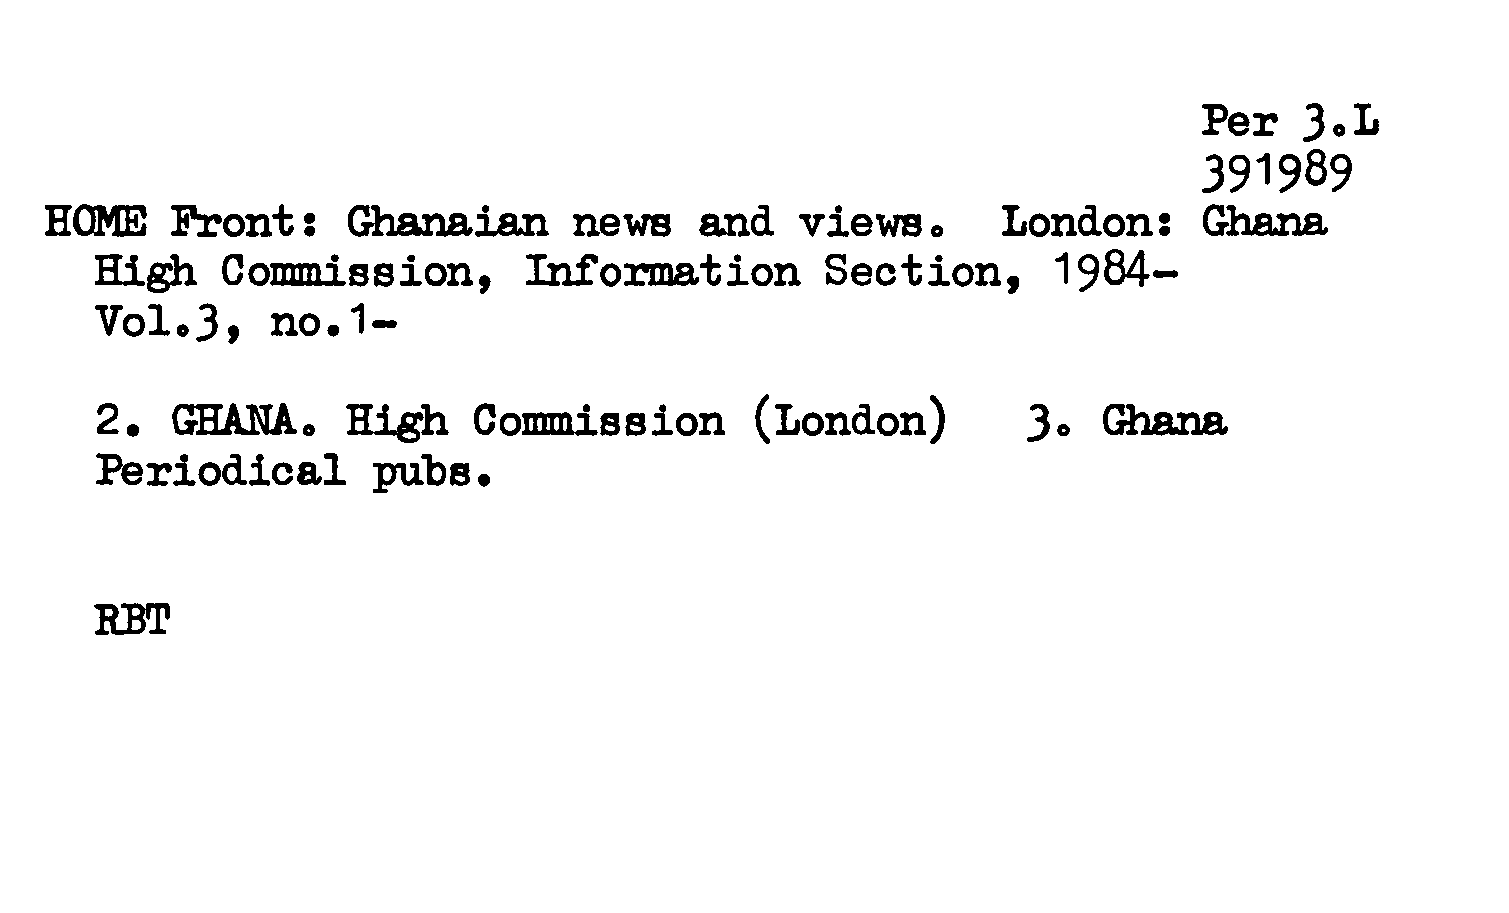 Per 3.L
391989
HOME Front: Ghanaian news and views. London: Ghana
High Commission, Information Section, 1984-
Vol.3, no.1-
2. GHANA. High Commission (London) 3. Ghana
Periodical pubs.
RBT